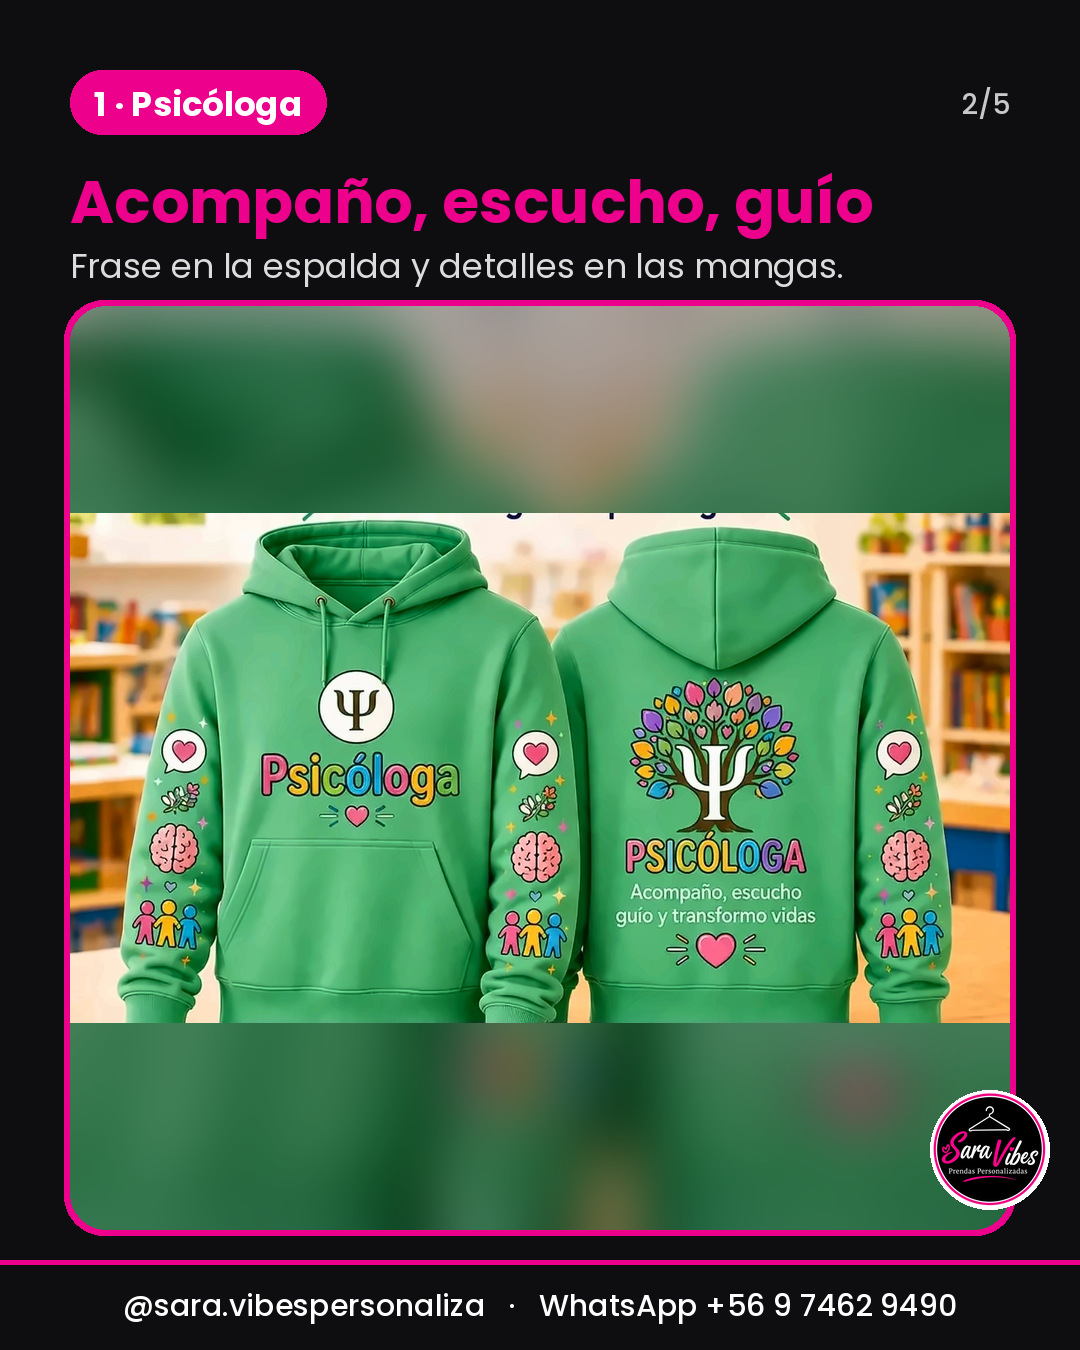 1 · Psicóloga
2/5
Acompaño, escucho, guío
Frase en la espalda y detalles en las mangas.
Ψ
Psicóloga
Ψ
PSICÓLOGA
Acompaño, escucho
guío y transformo vidas
Sara Vibes
Prendas Personalizadas
@sara.vibespersonaliza · WhatsApp +56 9 7462 9490